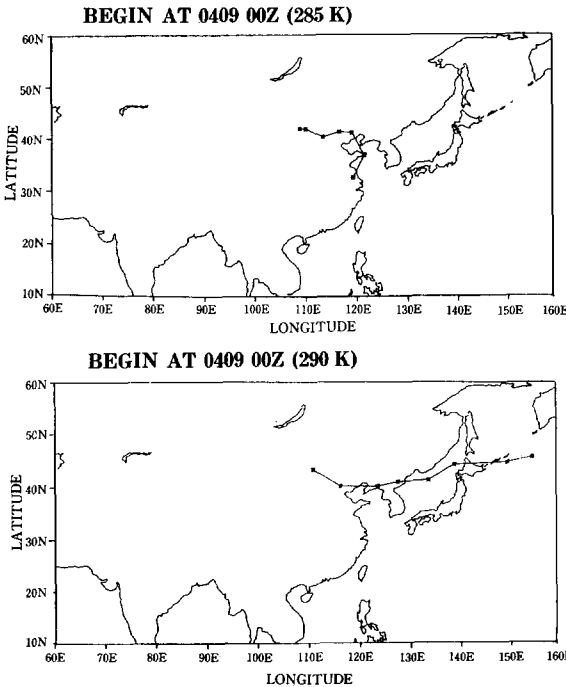 BEGIN AT 0409 00Z (285 K)
60N
50N
40N
30N
20N
10N
LATITUDE
60E 70E 80E 90E 100E 110E 120E 130E 140E 150E 160E
LONGITUDE
BEGIN AT 0409 00Z (290 K)
60N
50N
40N
30N
20N
10N
LATITUDE
60E 70E 80E 90E 100E 110E 120E 130E 140E 150E 160E
LONGITUDE